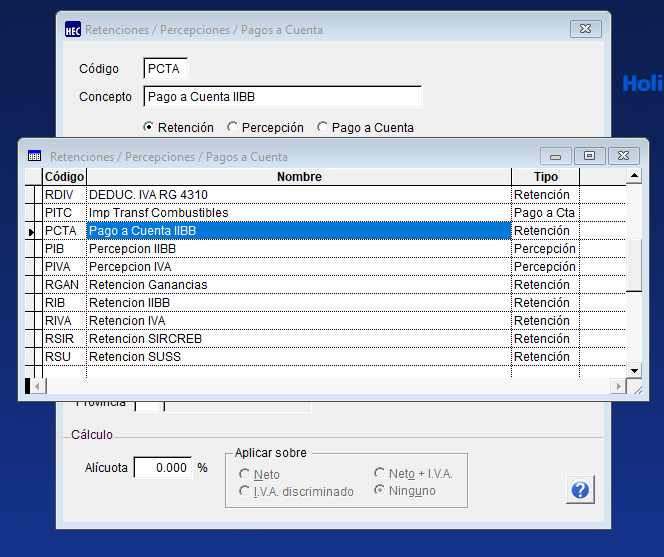 HEC Retenciones / Percepciones / Pagos a Cuenta
Código PCTA
Concepto Pago a Cuenta IIBB
Retención Percepción Pago a Cuenta
Holi
Retenciones / Percepciones / Pagos a Cuenta
Código Nombre Tipo
RDIV DEDUC. IVA RG 4310 Retención
PITC Imp Transf Combustibles Pago a Cta
PCTA Pago a Cuenta IIBB Retención
PIB Percepcion IIBB Percepción
PIVA Percepcion IVA Percepción
RGAN Retencion Ganancias Retención
RIB Retencion IIBB Retención
RIVA Retencion IVA Retención
RSIR Retencion SIRCREB Retención
RSU Retencion SUSS Retención
Provincia
Cálculo
Alícuota 0.000 %
Aplicar sobre
Neto Neto + I.V.A.
I.V.A. discriminado Ninguno
?